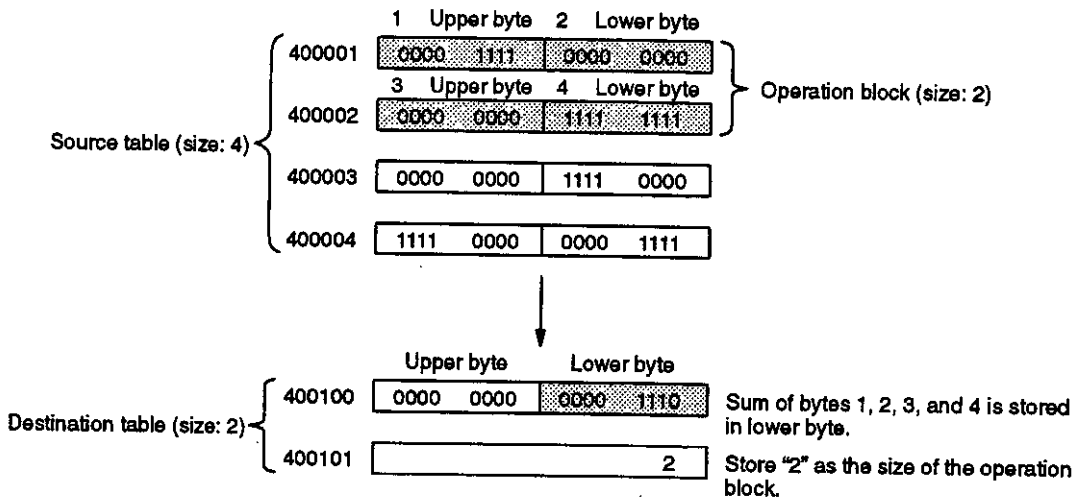 1 Upper byte 2 Lower byte
400001 0000 1111 0000 0000
3 Upper byte 4 Lower byte
Operation block (size: 2)
400002 0000 0000 1111 1111
Source table (size: 4)
400003 0000 0000 1111 0000
400004 1111 0000 0000 1111
Upper byte Lower byte
400100 0000 0000 0000 1110
Sum of bytes 1, 2, 3, and 4 is stored
in lower byte.
Destination table (size: 2)
400101 2
Store “2” as the size of the operation
block.